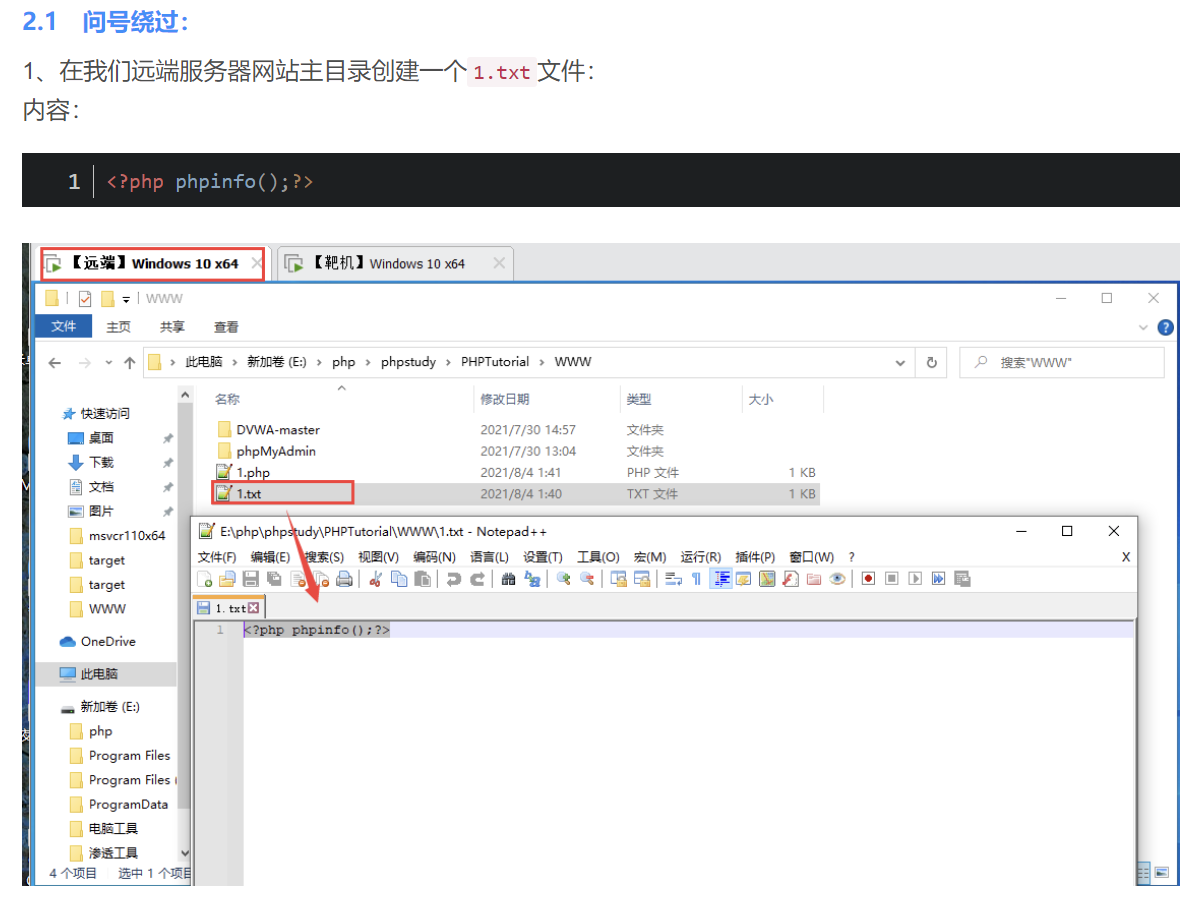 2.1 问号绕过：
1、在我们远端服务器网站主目录创建一个 1.txt 文件：
内容：
1 <?php phpinfo();?>
【远端】Windows 10 x64
【靶机】Windows 10 x64
WWW
文件 主页 共享 查看
此电脑 › 新加卷 (E:) › php › phpstudy › PHPTutorial › WWW
搜索"WWW"
名称 修改日期 类型 大小
快速访问
桌面
下载
文档
图片
msvcr110x64
target
target
WWW
OneDrive
此电脑
新加卷 (E:)
php
Program Files
Program Files (
ProgramData
电脑工具
渗透工具
DVWA-master 2021/7/30 14:57 文件夹
phpMyAdmin 2021/7/30 13:04 文件夹
1.php 2021/8/4 1:41 PHP 文件 1 KB
1.txt 2021/8/4 1:40 TXT 文件 1 KB
E:\php\phpstudy\PHPTutorial\WWW\1.txt - Notepad++
文件(F) 编辑(E) 搜索(S) 视图(V) 编码(N) 语言(L) 设置(T) 工具(O) 宏(M) 运行(R) 插件(P) 窗口(W) ? X
1.txt
1 <?php phpinfo();?>
4 个项目 选中 1 个项目